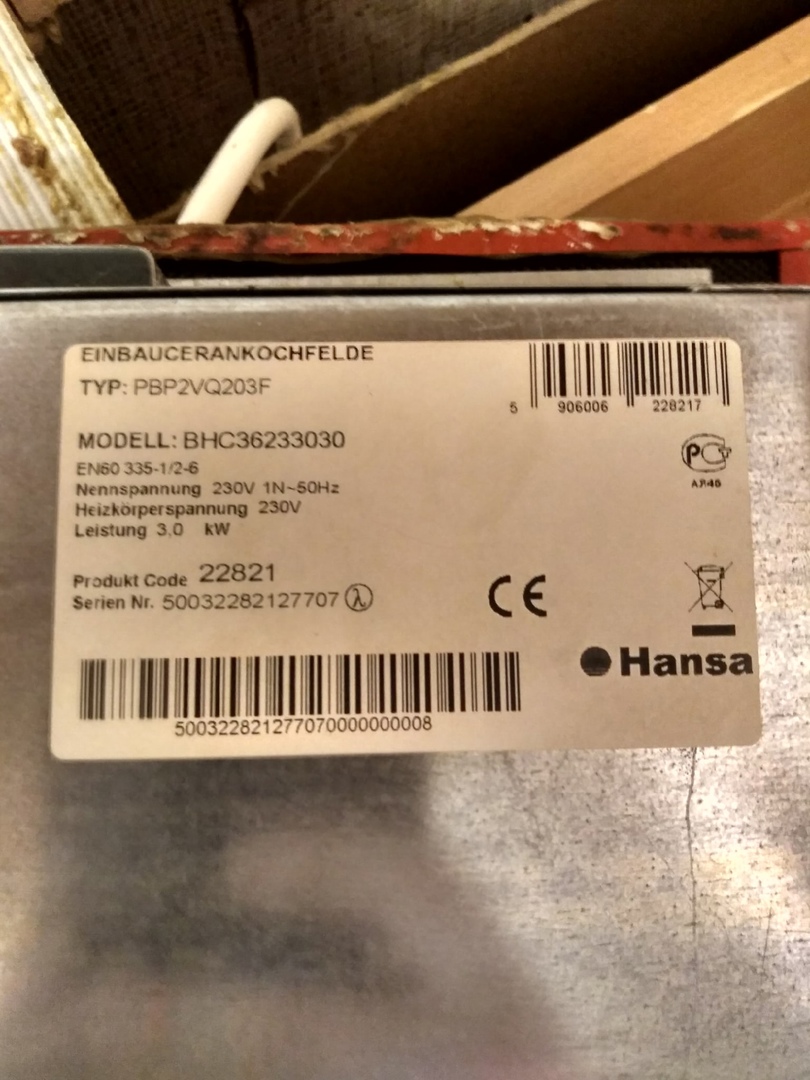 EINBAUCERANKOCHFELDE
TYP: PBP2VQ203F
5 906006 228217
MODELL: BHC36233030
EN60 335-1/2-6
Nennspannung 230V 1N~50Hz
Heizkörperspannung 230V
Leistung 3,0 kW
PC
Produkt Code 22821
Serien Nr. 50032282127707 λ
CE
Hansa
500322821277070000000008